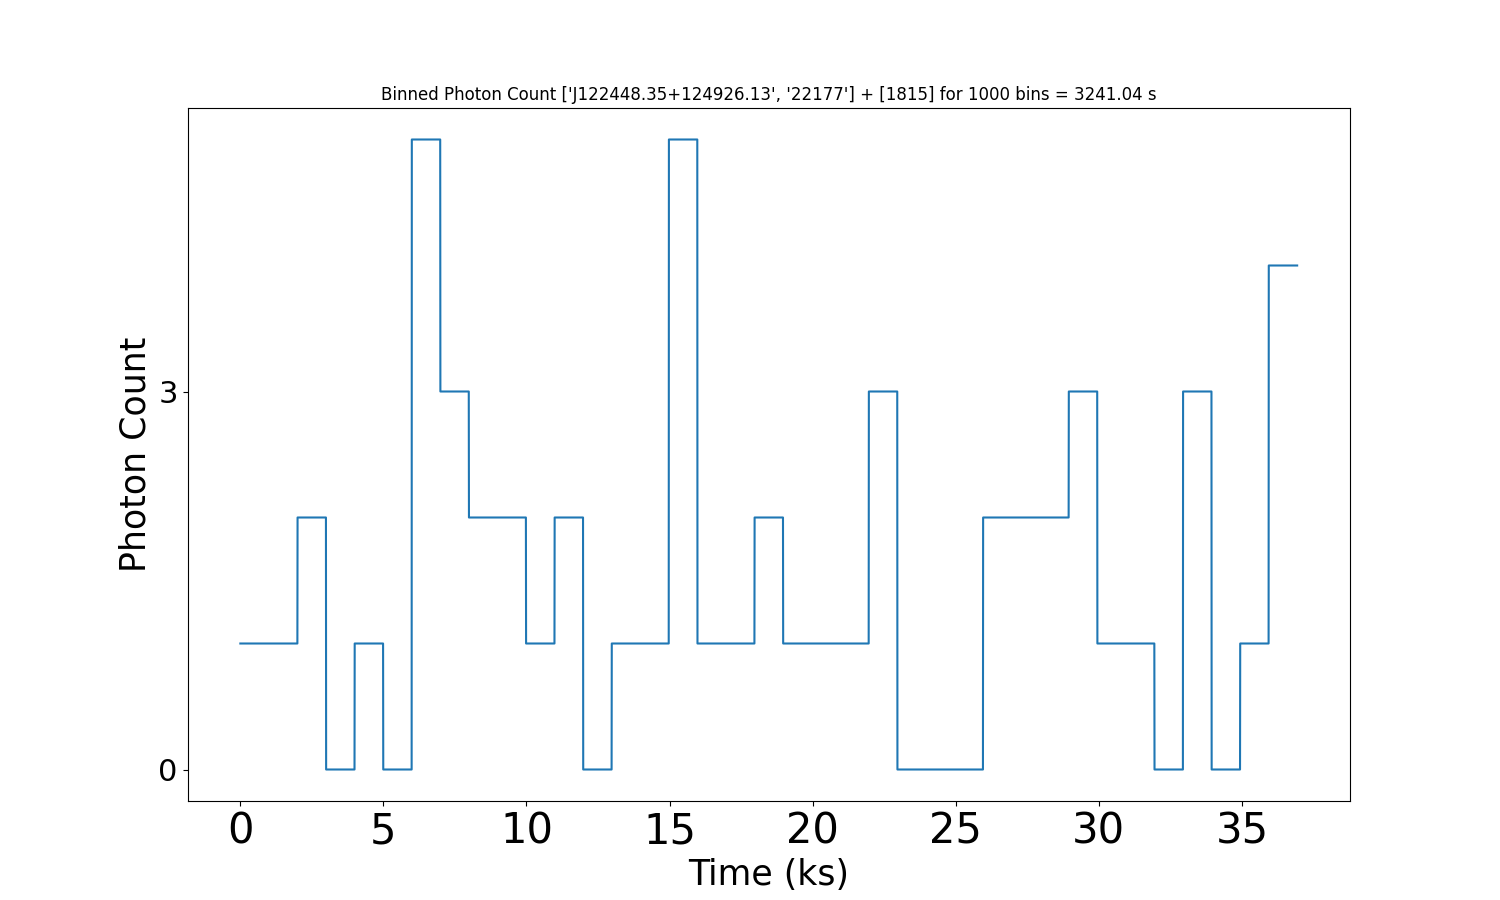 Binned Photon Count ['J122448.35+124926.13', '22177'] + [1815] for 1000 bins = 3241.04 s
Photon Count
3
0
0 5 10 15 20 25 30 35
Time (ks)